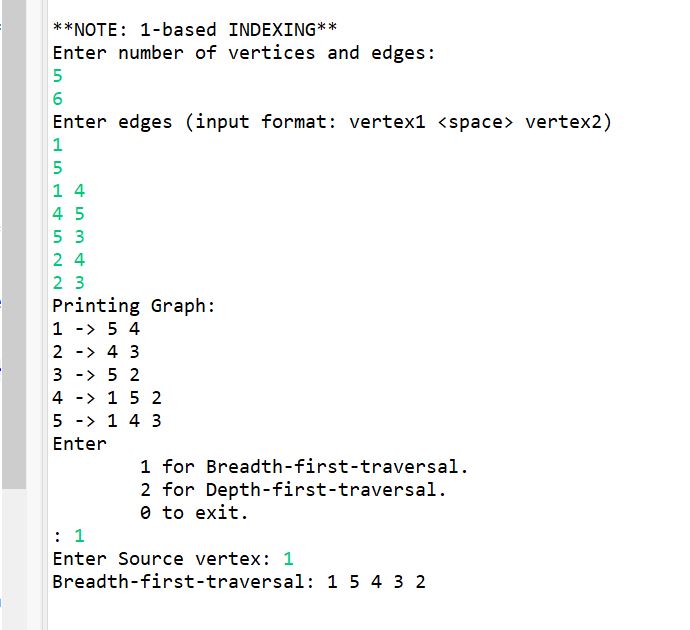 **NOTE: 1-based INDEXING**
Enter number of vertices and edges:
5
6
Enter edges (input format: vertex1 <space> vertex2)
1
5
1 4
4 5
5 3
2 4
2 3
Printing Graph:
1 -> 5 4
2 -> 4 3
3 -> 5 2
4 -> 1 5 2
5 -> 1 4 3
Enter
1 for Breadth-first-traversal.
2 for Depth-first-traversal.
0 to exit.
: 1
Enter Source vertex: 1
Breadth-first-traversal: 1 5 4 3 2